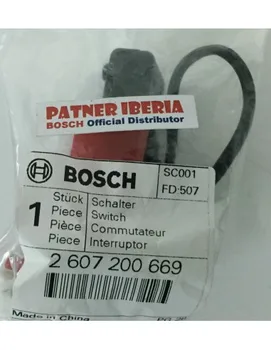 PATNER IBERIA
BOSCH Official Distributor
BOSCH
SC001
FD:507
1
Stück
Piece
Pièce
Piece
Schalter
Switch
Commutateur
Interruptor
2 607 200 669
Made in China